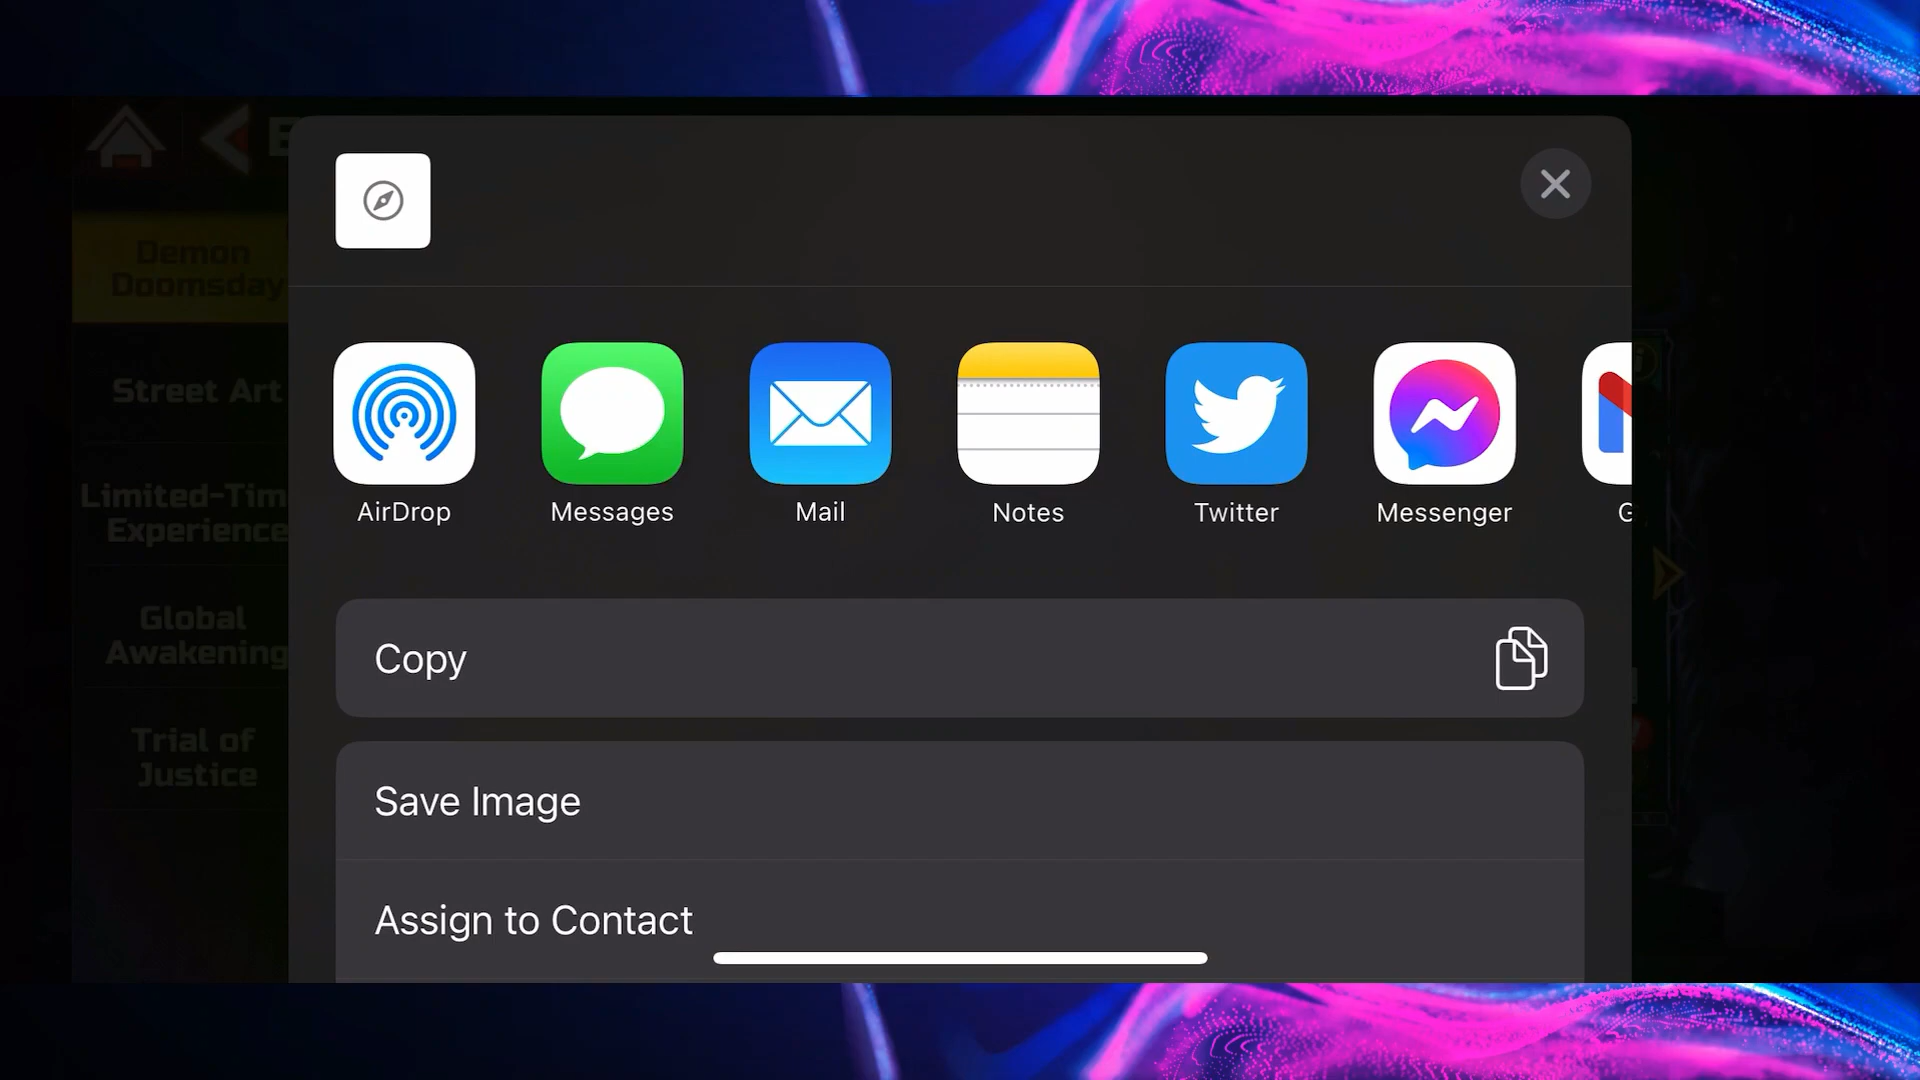 Demon
Doomsday
Street Art
Limited-Tim
Experience
Global
Awakening
Trial of
Justice
AirDrop
Messages
Mail
Notes
Twitter
Messenger
Copy
Save Image
Assign to Contact